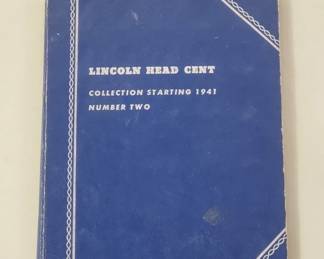 LINCOLN HEAD CENT
COLLECTION STARTING 1941
NUMBER TWO